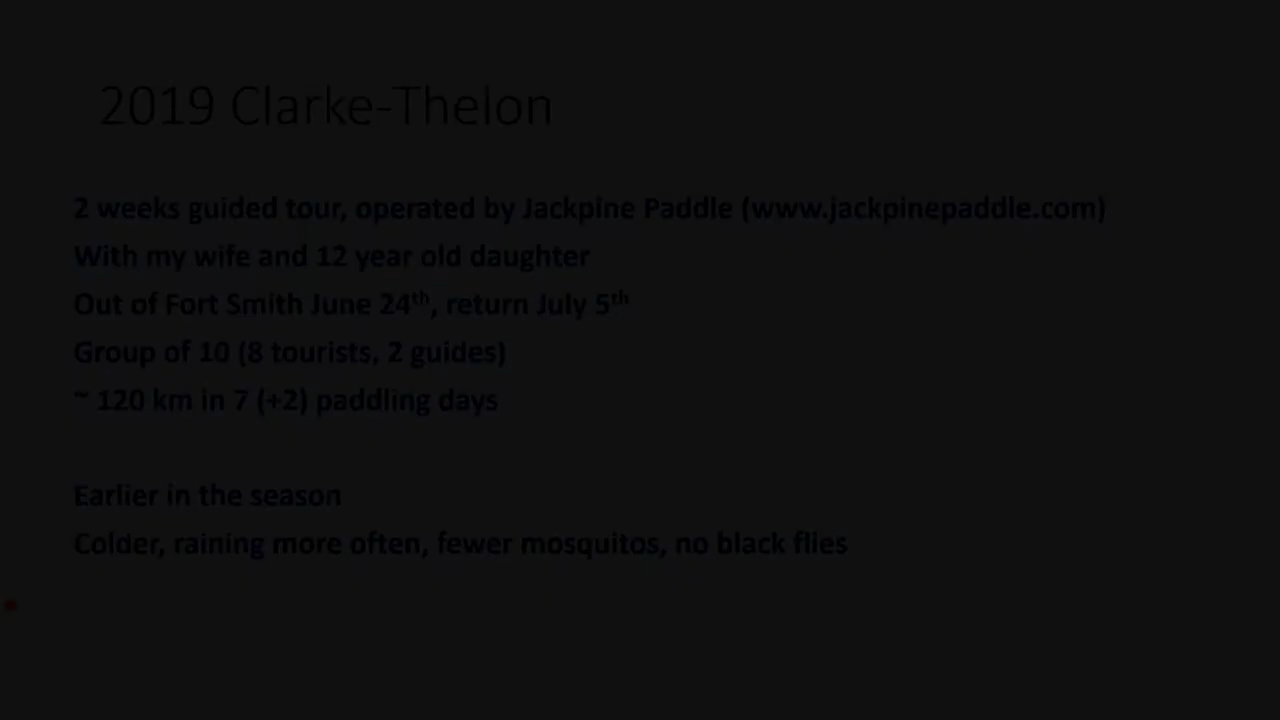 2019 Clarke-Thelon
2 weeks guided tour, operated by Jackpine Paddle (www.jackpinepaddle.com)
With my wife and 12 year old daughter
Out of Fort Smith June 24th, return July 5th
Group of 10 (8 tourists, 2 guides)
~ 120 km in 7 (+2) paddling days
Earlier in the season
Colder, raining more often, fewer mosquitos, no black flies